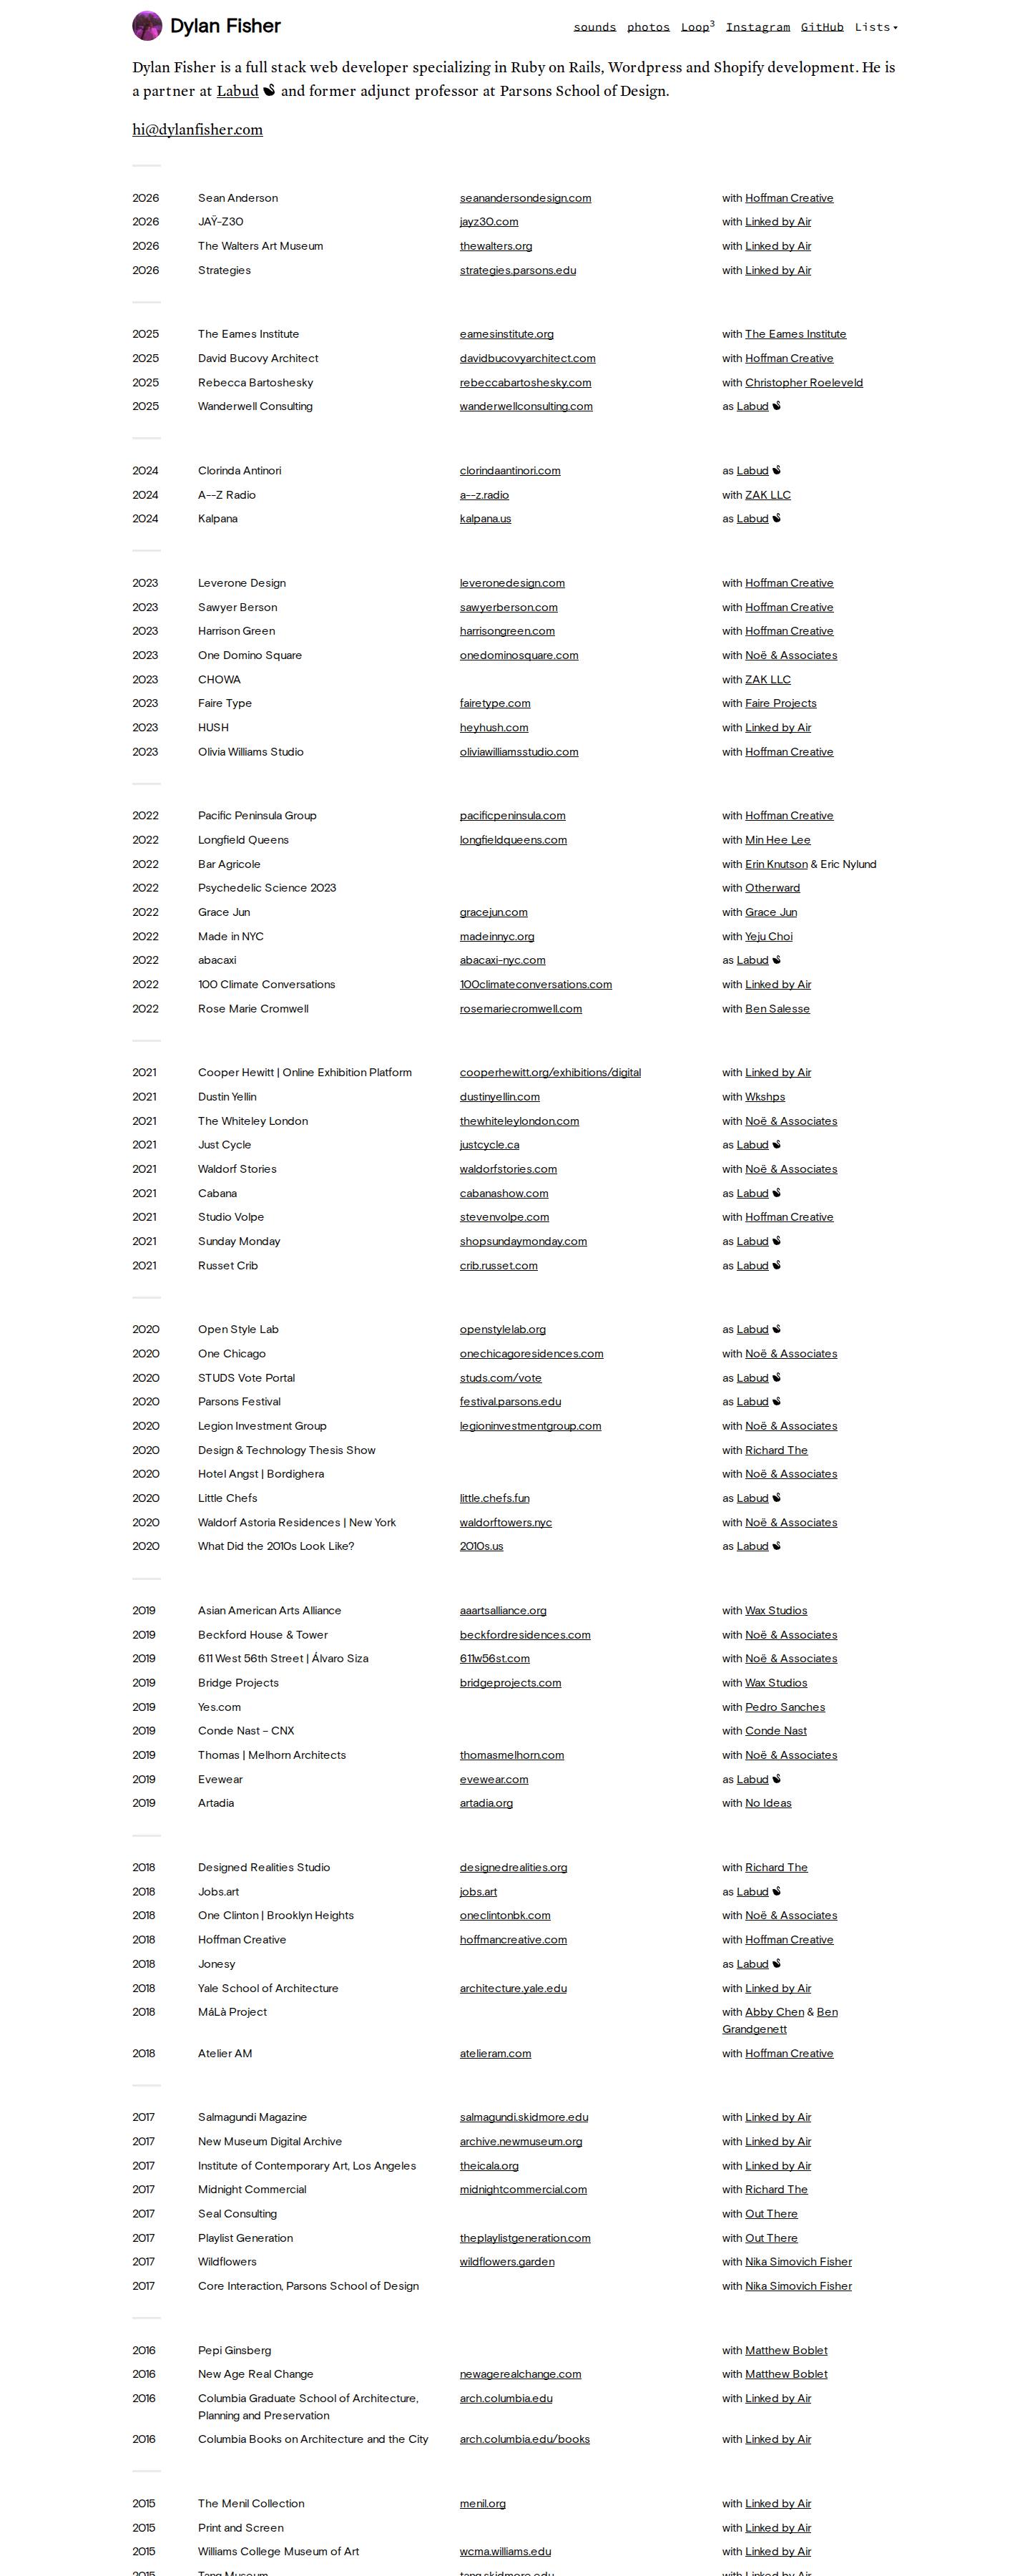 Dylan Fisher
sounds photos Loop3 Instagram GitHub Lists
Dylan Fisher is a full stack web developer specializing in Ruby on Rails, Wordpress and Shopify development. He is
a partner at Labud and former adjunct professor at Parsons School of Design.
hi@dylanfisher.com
2026 Sean Anderson seanandersondesign.com with Hoffman Creative
2026 JAŸ-Z30 jayz30.com with Linked by Air
2026 The Walters Art Museum thewalters.org with Linked by Air
2026 Strategies strategies.parsons.edu with Linked by Air
2025 The Eames Institute eamesinstitute.org with The Eames Institute
2025 David Bucovy Architect davidbucovyarchitect.com with Hoffman Creative
2025 Rebecca Bartoshesky rebeccabartoshesky.com with Christopher Roeleveld
2025 Wanderwell Consulting wanderwellconsulting.com as Labud
2024 Clorinda Antinori clorindaantinori.com as Labud
2024 A--Z Radio a--z.radio with ZAK LLC
2024 Kalpana kalpana.us as Labud
2023 Leverone Design leveronedesign.com with Hoffman Creative
2023 Sawyer Berson sawyerberson.com with Hoffman Creative
2023 Harrison Green harrisongreen.com with Hoffman Creative
2023 One Domino Square onedominosquare.com with Noë & Associates
2023 CHOWA with ZAK LLC
2023 Faire Type fairetype.com with Faire Projects
2023 HUSH heyhush.com with Linked by Air
2023 Olivia Williams Studio oliviawilliamsstudio.com with Hoffman Creative
2022 Pacific Peninsula Group pacificpeninsula.com with Hoffman Creative
2022 Longfield Queens longfieldqueens.com with Min Hee Lee
2022 Bar Agricole with Erin Knutson & Eric Nylund
2022 Psychedelic Science 2023 with Otherward
2022 Grace Jun gracejun.com with Grace Jun
2022 Made in NYC madeinnyc.org with Yeju Choi
2022 abacaxi abacaxi-nyc.com as Labud
2022 100 Climate Conversations 100climateconversations.com with Linked by Air
2022 Rose Marie Cromwell rosemariecromwell.com with Ben Salesse
2021 Cooper Hewitt | Online Exhibition Platform cooperhewitt.org/exhibitions/digital with Linked by Air
2021 Dustin Yellin dustinyellin.com with Wkshps
2021 The Whiteley London thewhiteleylondon.com with Noë & Associates
2021 Just Cycle justcycle.ca as Labud
2021 Waldorf Stories waldorfstories.com with Noë & Associates
2021 Cabana cabanashow.com as Labud
2021 Studio Volpe stevenvolpe.com with Hoffman Creative
2021 Sunday Monday shopsundaymonday.com as Labud
2021 Russet Crib crib.russet.com as Labud
2020 Open Style Lab openstylelab.org as Labud
2020 One Chicago onechicagoresidences.com with Noë & Associates
2020 STUDS Vote Portal studs.com/vote as Labud
2020 Parsons Festival festival.parsons.edu as Labud
2020 Legion Investment Group legioninvestmentgroup.com with Noë & Associates
2020 Design & Technology Thesis Show with Richard The
2020 Hotel Angst | Bordighera with Noë & Associates
2020 Little Chefs little.chefs.fun as Labud
2020 Waldorf Astoria Residences | New York waldorftowers.nyc with Noë & Associates
2020 What Did the 2010s Look Like? 2010s.us as Labud
2019 Asian American Arts Alliance aaartsalliance.org with Wax Studios
2019 Beckford House & Tower beckfordresidences.com with Noë & Associates
2019 611 West 56th Street | Álvaro Siza 611w56st.com with Noë & Associates
2019 Bridge Projects bridgeprojects.com with Wax Studios
2019 Yes.com with Pedro Sanches
2019 Conde Nast – CNX with Conde Nast
2019 Thomas | Melhorn Architects thomasmelhorn.com with Noë & Associates
2019 Evewear evewear.com as Labud
2019 Artadia artadia.org with No Ideas
2018 Designed Realities Studio designedrealities.org with Richard The
2018 Jobs.art jobs.art as Labud
2018 One Clinton | Brooklyn Heights oneclintonbk.com with Noë & Associates
2018 Hoffman Creative hoffmancreative.com with Hoffman Creative
2018 Jonesy as Labud
2018 Yale School of Architecture architecture.yale.edu with Linked by Air
2018 MáLà Project with Abby Chen & Ben
Grandgenett
2018 Atelier AM atelieram.com with Hoffman Creative
2017 Salmagundi Magazine salmagundi.skidmore.edu with Linked by Air
2017 New Museum Digital Archive archive.newmuseum.org with Linked by Air
2017 Institute of Contemporary Art, Los Angeles theicala.org with Linked by Air
2017 Midnight Commercial midnightcommercial.com with Richard The
2017 Seal Consulting with Out There
2017 Playlist Generation theplaylistgeneration.com with Out There
2017 Wildflowers wildflowers.garden with Nika Simovich Fisher
2017 Core Interaction, Parsons School of Design with Nika Simovich Fisher
2016 Pepi Ginsberg with Matthew Boblet
2016 New Age Real Change newagerealchange.com with Matthew Boblet
2016 Columbia Graduate School of Architecture, arch.columbia.edu with Linked by Air
Planning and Preservation
2016 Columbia Books on Architecture and the City arch.columbia.edu/books with Linked by Air
2015 The Menil Collection menil.org with Linked by Air
2015 Print and Screen with Linked by Air
2015 Williams College Museum of Art wcma.williams.edu with Linked by Air
2015 Tang Museum tang.skidmore.edu with Linked by Air